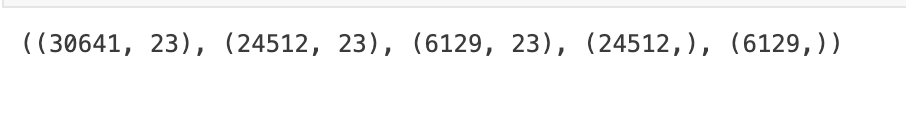 ((30641, 23), (24512, 23), (6129, 23), (24512,), (6129,))